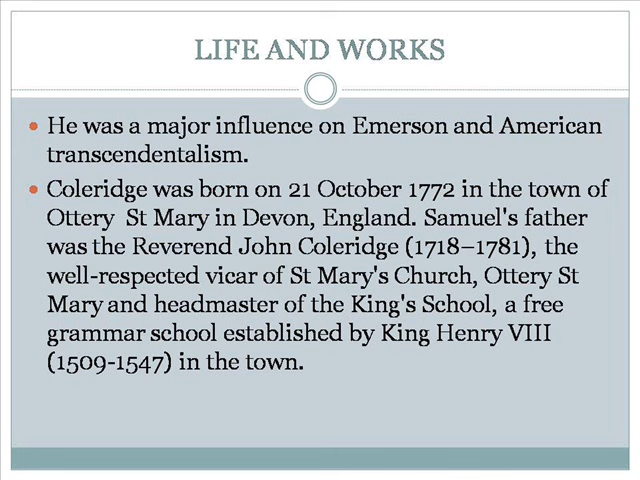 LIFE AND WORKS
• He was a major influence on Emerson and American
transcendentalism.
• Coleridge was born on 21 October 1772 in the town of
Ottery  St Mary in Devon, England. Samuel's father
was the Reverend John Coleridge (1718–1781), the
well-respected vicar of St Mary's Church, Ottery St
Mary and headmaster of the King's School, a free
grammar school established by King Henry VIII
(1509-1547) in the town.